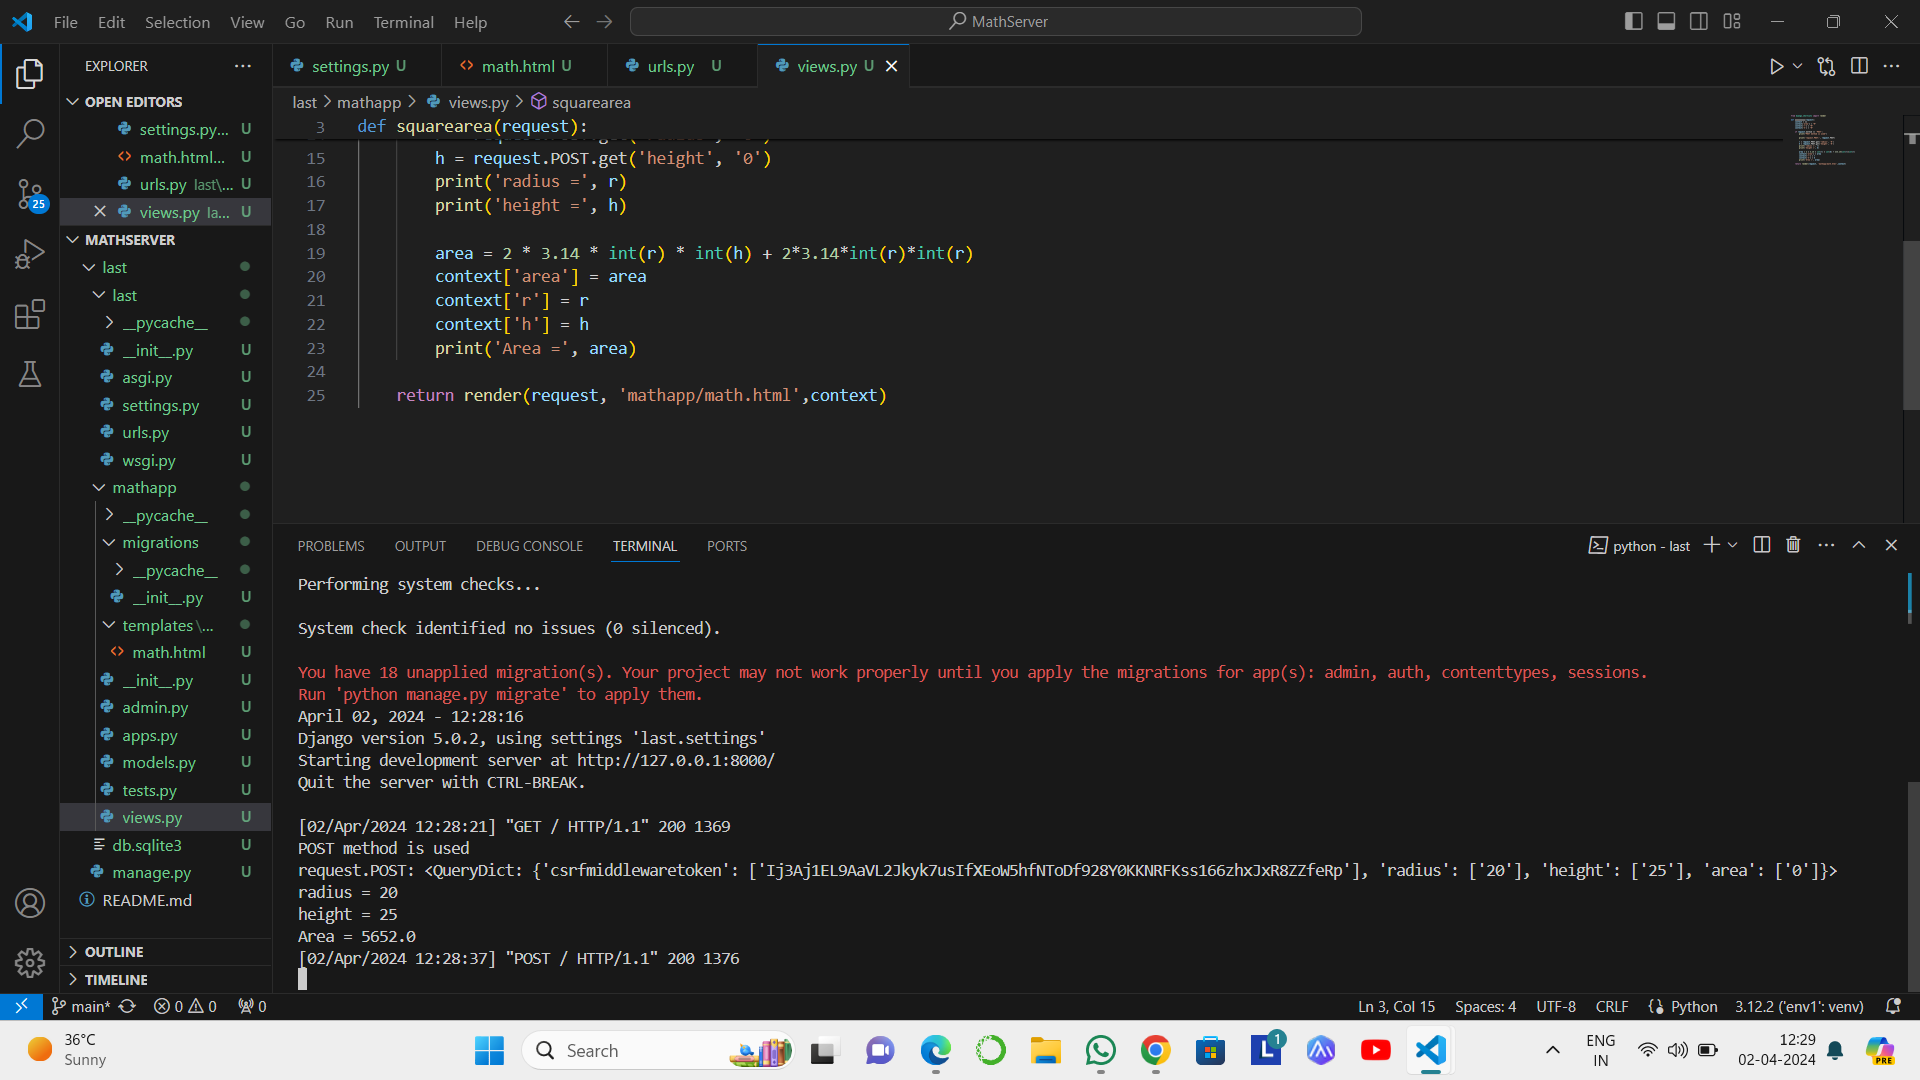 File Edit Selection View Go Run Terminal Help
MathServer
EXPLORER
OPEN EDITORS
settings.py... U
math.html... U
urls.py last\... U
views.py la... U
MATHSERVER
last
last
__pycache__
__init__.py U
asgi.py U
settings.py U
urls.py U
wsgi.py U
mathapp
__pycache__
migrations
__pycache__
__init__.py U
templates \...
math.html U
__init__.py U
admin.py U
apps.py U
models.py U
tests.py U
views.py U
db.sqlite3 U
manage.py U
README.md
OUTLINE
TIMELINE
25
settings.py U
math.html U
urls.py U
views.py U
last > mathapp > views.py > squarearea
3 def squarearea(request):
15 h = request.POST.get('height', '0')
16 print('radius =', r)
17 print('height =', h)
18
19 area = 2 * 3.14 * int(r) * int(h) + 2*3.14*int(r)*int(r)
20 context['area'] = area
21 context['r'] = r
22 context['h'] = h
23 print('Area =', area)
24
25 return render(request, 'mathapp/math.html',context)
PROBLEMS OUTPUT DEBUG CONSOLE TERMINAL PORTS
python - last
Performing system checks...
System check identified no issues (0 silenced).
You have 18 unapplied migration(s). Your project may not work properly until you apply the migrations for app(s): admin, auth, contenttypes, sessions.
Run 'python manage.py migrate' to apply them.
April 02, 2024 - 12:28:16
Django version 5.0.2, using settings 'last.settings'
Starting development server at http://127.0.0.1:8000/
Quit the server with CTRL-BREAK.
[02/Apr/2024 12:28:21] "GET / HTTP/1.1" 200 1369
POST method is used
request.POST: <QueryDict: {'csrfmiddlewaretoken': ['Ij3Aj1EL9AaVL2Jkyk7usIfXEoW5hfNToDf928Y0KKNRFKss166zhxJxR8ZZfeRp'], 'radius': ['20'], 'height': ['25'], 'area': ['0']}>
radius = 20
height = 25
Area = 5652.0
[02/Apr/2024 12:28:37] "POST / HTTP/1.1" 200 1376
main* 0 0 0
Ln 3, Col 15 Spaces: 4 UTF-8 CRLF Python 3.12.2 ('env1': venv)
36°C
Sunny
Search
1
ENG
IN
12:29
02-04-2024
PRE